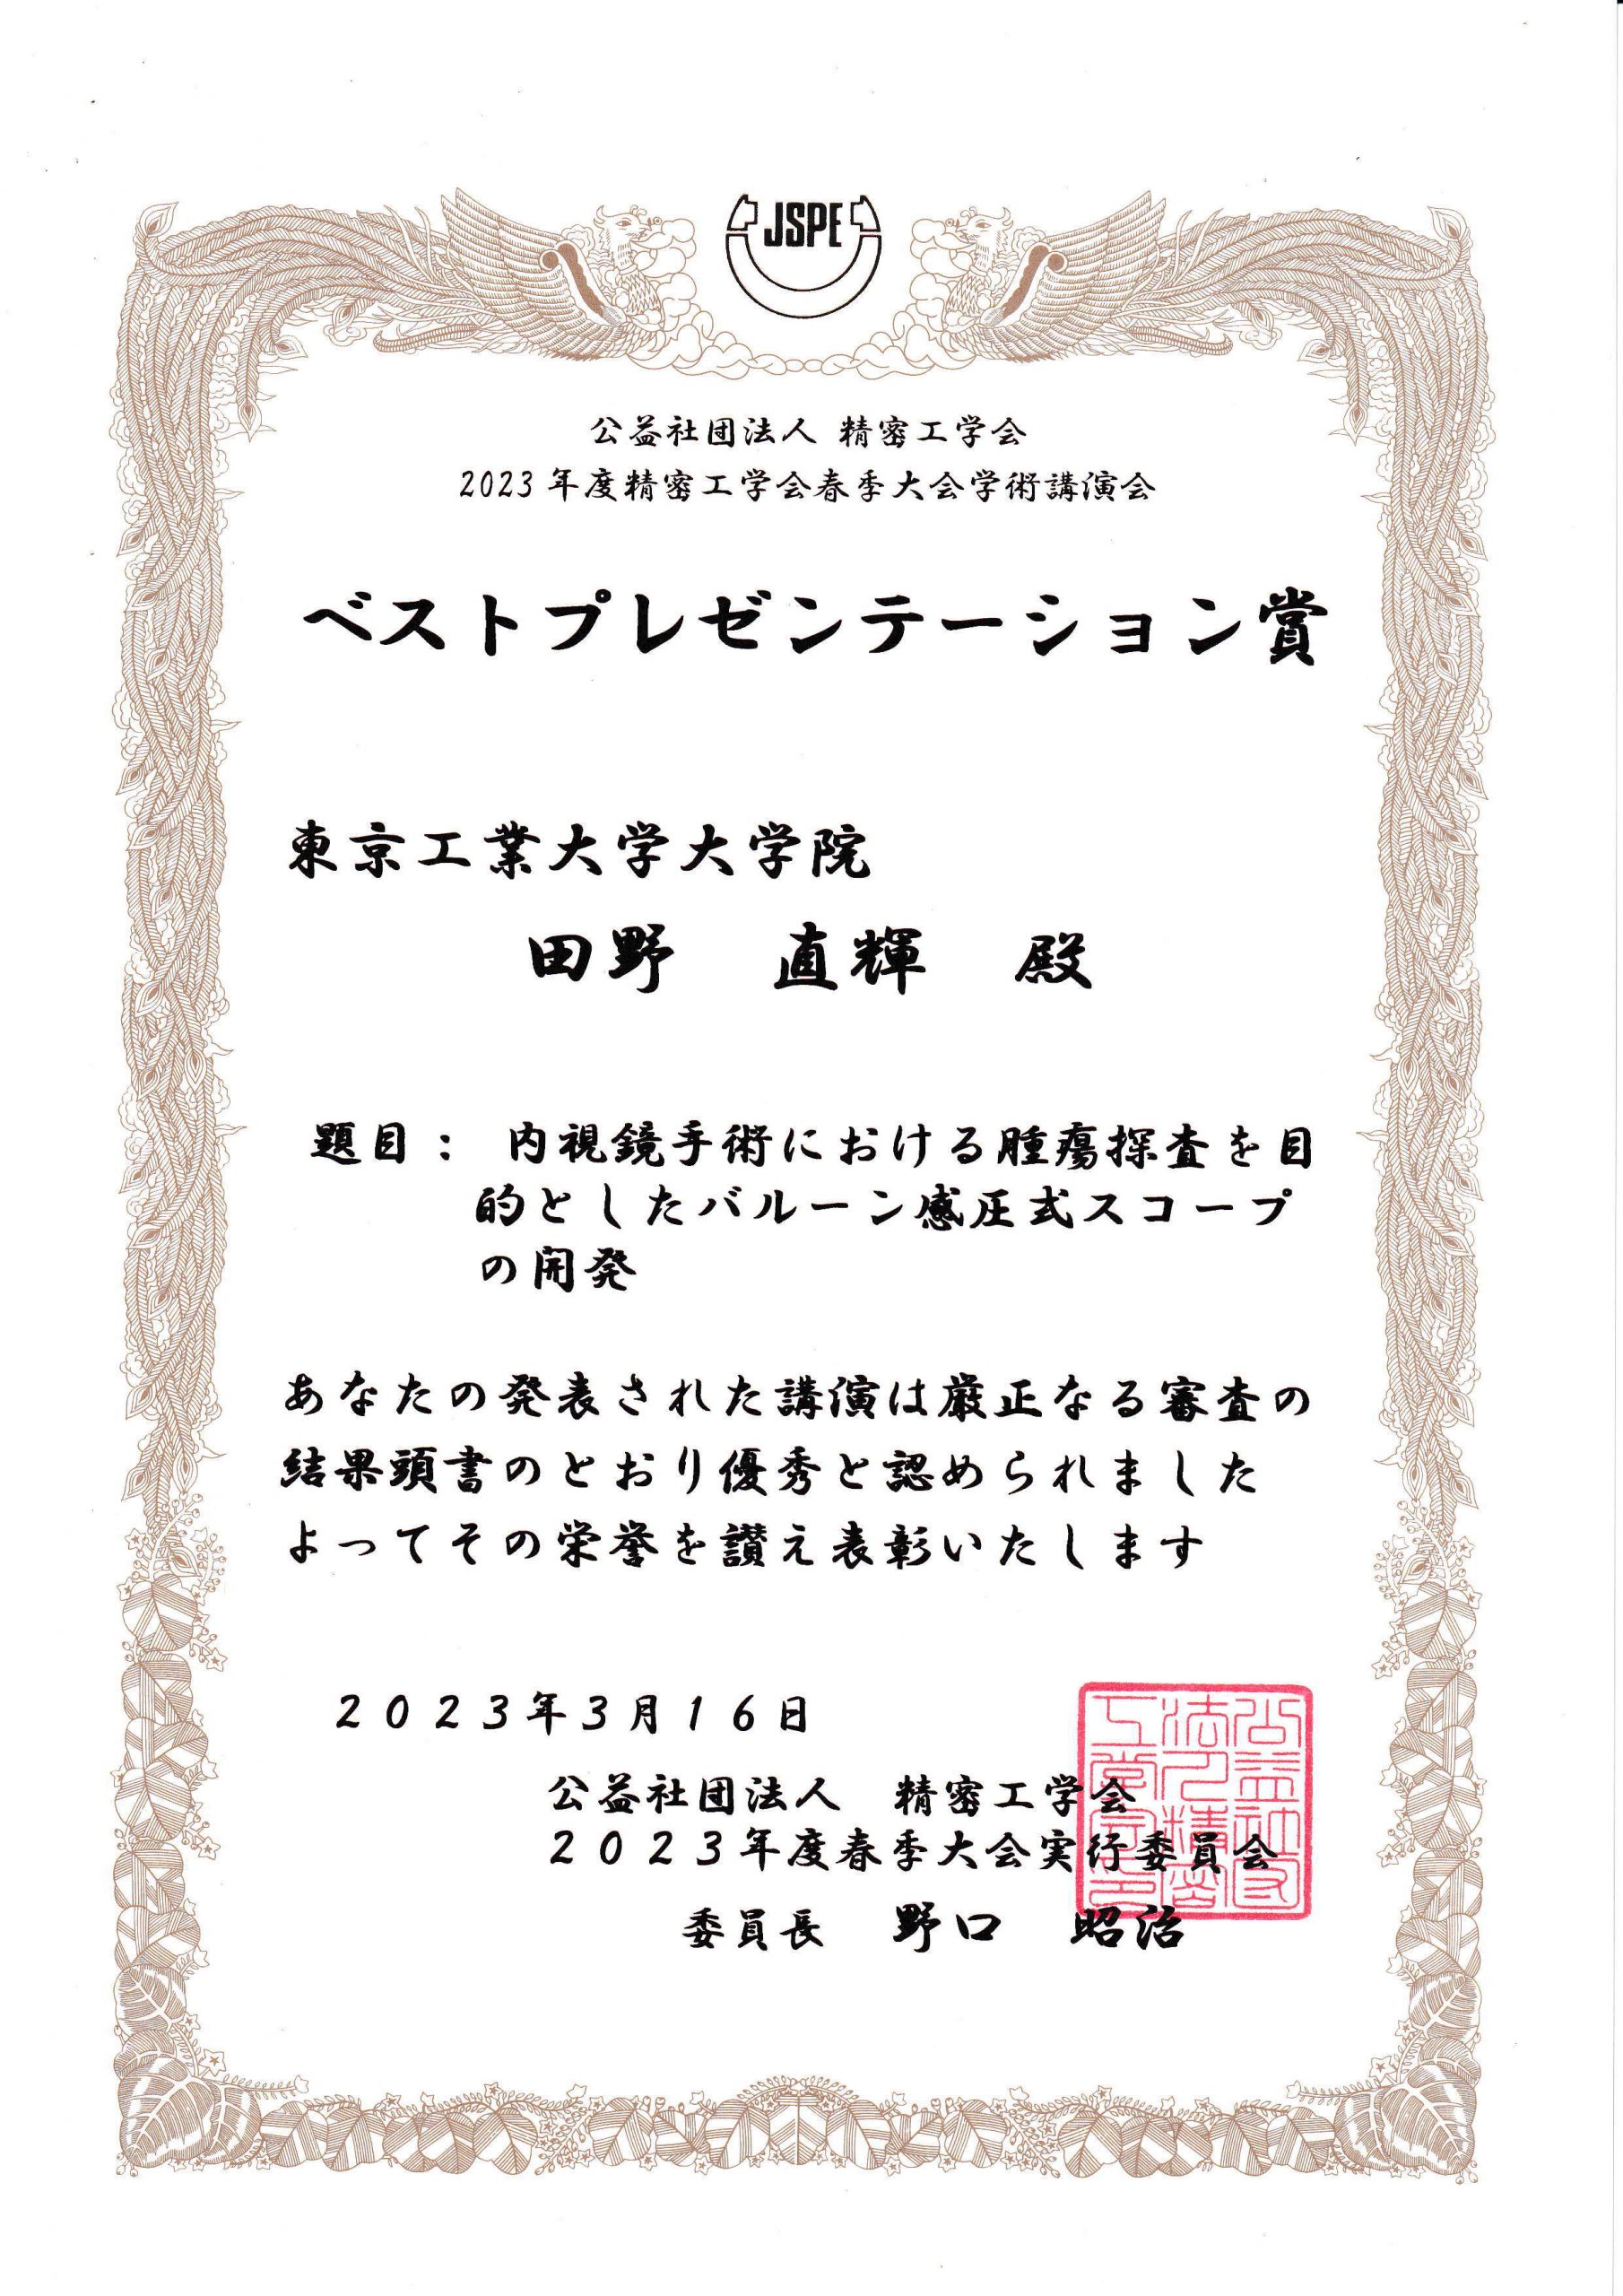 JSPE
公益社団法人 精密工学会
2023年度精密工学会春季大会学術講演会
ベストプレゼンテーション賞
東京工業大学大学院
田野 直輝 殿
題目： 内視鏡手術における腫瘍探査を目
的としたバルーン感圧式スコープ
の開発
あなたの発表された講演は厳正なる審査の
結果頭書のとおり優秀と認められました
よってその栄誉を讃え表彰いたします
２０２３年３月１６日
公益社団法人 精密工学会
２０２３年度春季大会実行委員会
委員長 野口 昭治